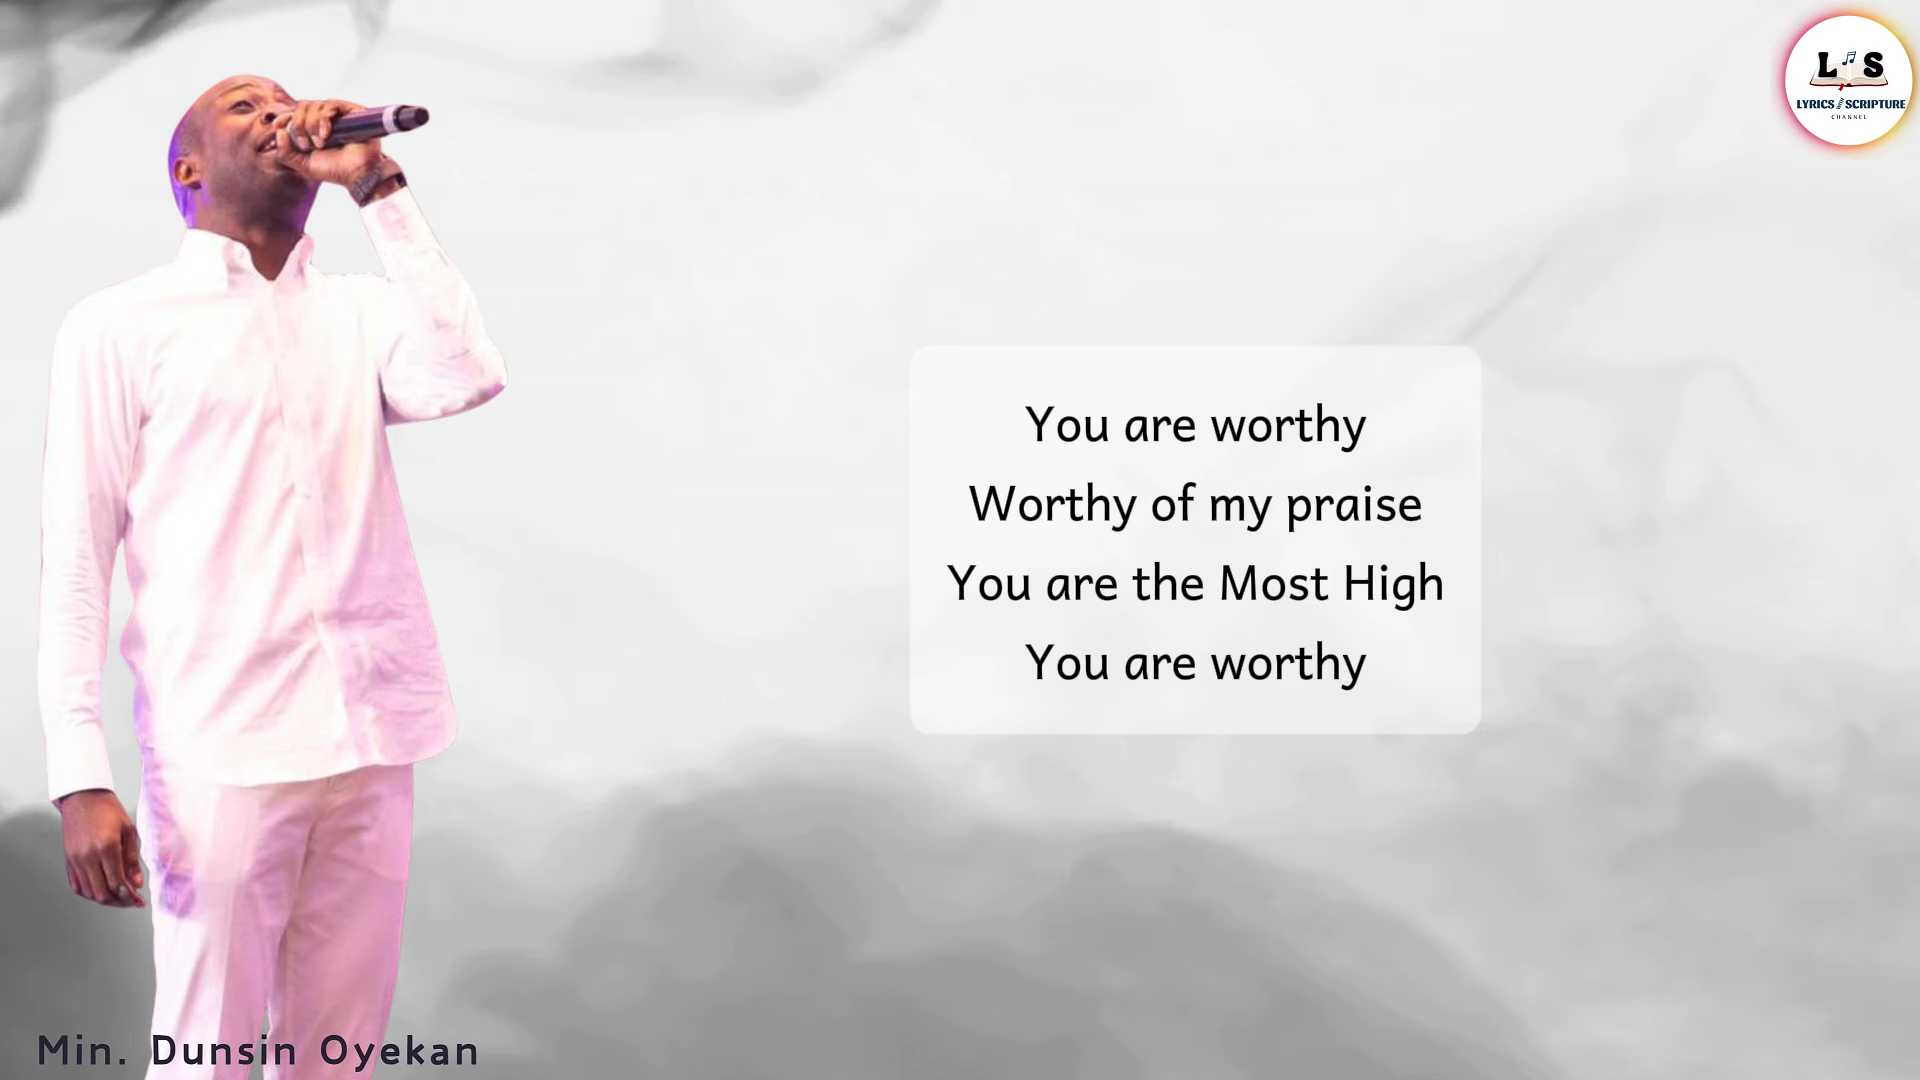 L S
LYRICS SCRIPTURE
CHANNEL
You are worthy
Worthy of my praise
You are the Most High
You are worthy
Min. Dunsin Oyekan